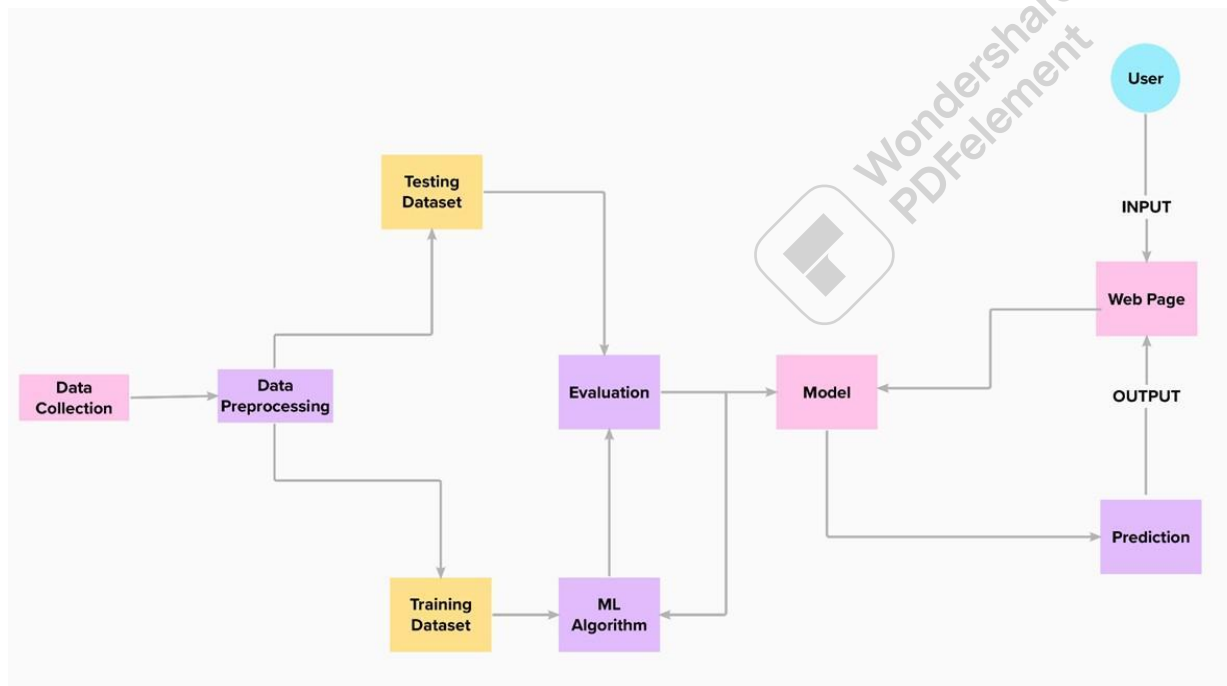 Wondershare
PDFelement
User
Testing
Dataset
INPUT
Web Page
Data
Collection
Data
Preprocessing
Evaluation
Model
OUTPUT
Prediction
Training
Dataset
ML
Algorithm